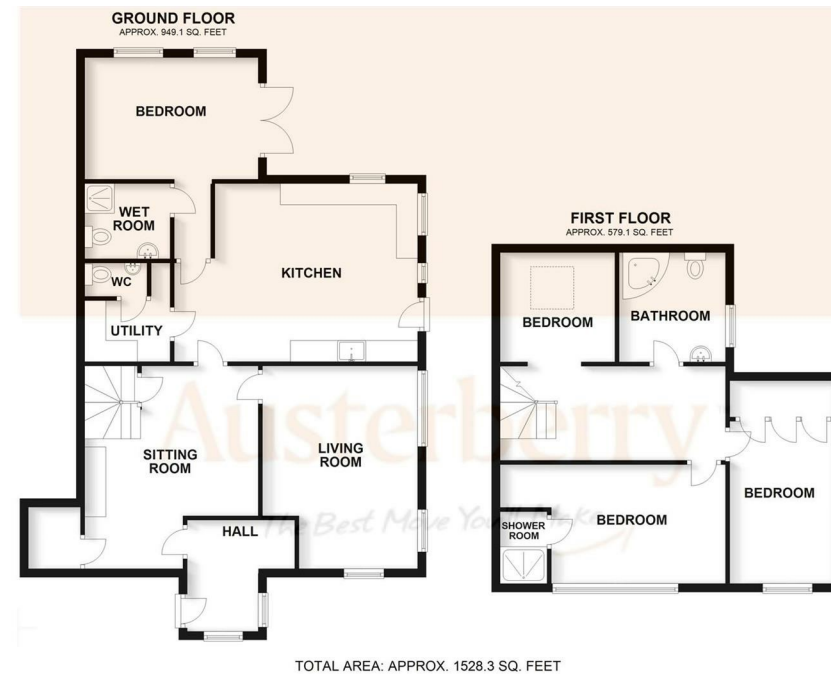 GROUND FLOOR
APPROX. 949.1 SQ. FEET
BEDROOM
WET
ROOM
WC
UTILITY
KITCHEN
SITTING
ROOM
LIVING
ROOM
HALL
FIRST FLOOR
APPROX. 579.1 SQ. FEET
BEDROOM
BATHROOM
BEDROOM
SHOWER
ROOM
BEDROOM
Austerberry
The Best Move You'll Make
TOTAL AREA: APPROX. 1528.3 SQ. FEET